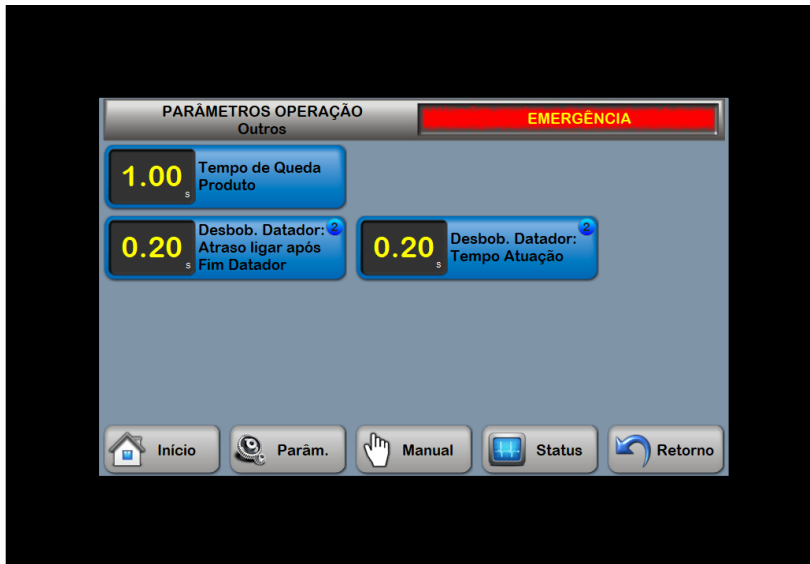 PARÂMETROS OPERAÇÃO
Outros
EMERGÊNCIA
1.00 s
Tempo de Queda
Produto
0.20 s
Desbob. Datador: 2
Atraso ligar após
Fim Datador
0.20 s
Desbob. Datador: 2
Tempo Atuação
Início
Parâm.
Manual
Status
Retorno